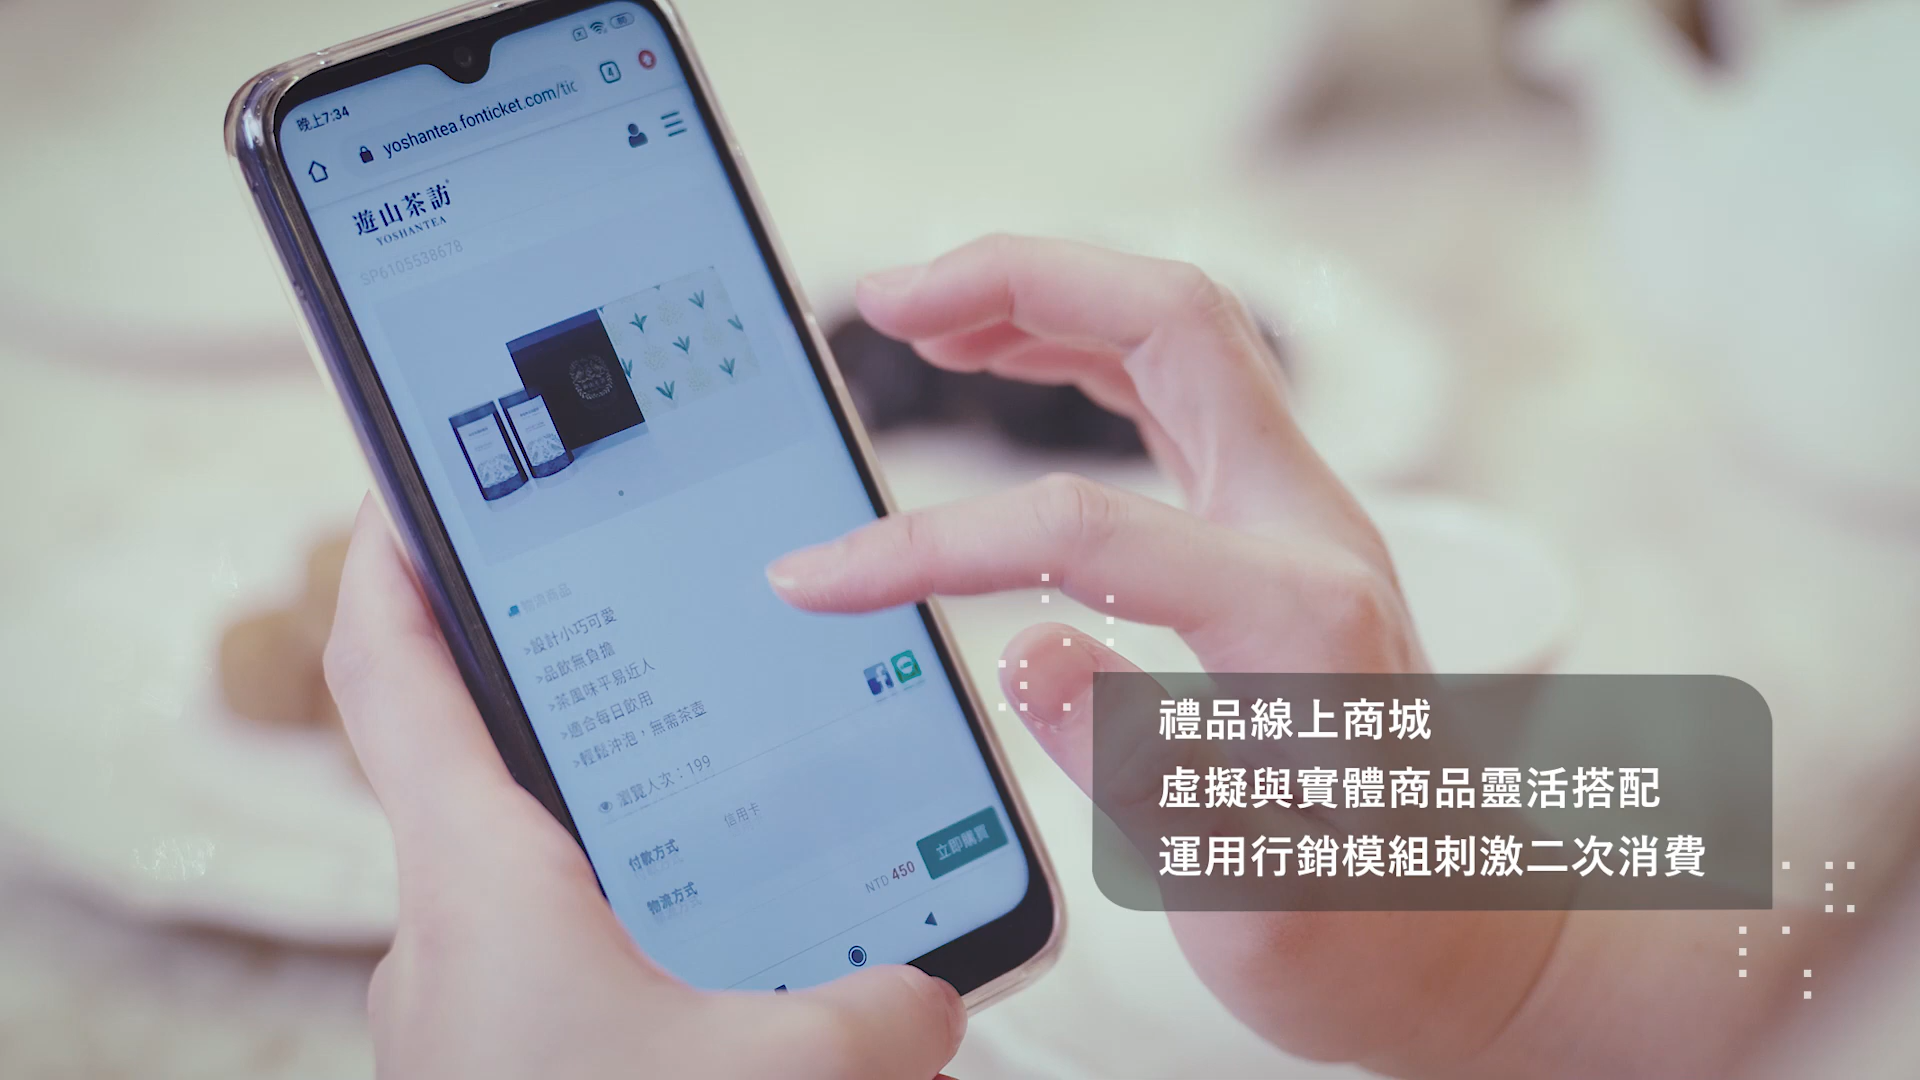 晚上7:34
yoshantea.fonticket.com/tic
4
遊山茶訪
YOSHANTEA
SP6105538678
物流商品
>設計小巧可愛
>品飲無負擔
>茶風味平易近人
>適合每日飲用
>輕鬆沖泡，無需茶壺
瀏覽人次：199
付款方式
信用卡
物流方式
NTD 450
立即購買
禮品線上商城
虛擬與實體商品靈活搭配
運用行銷模組刺激二次消費